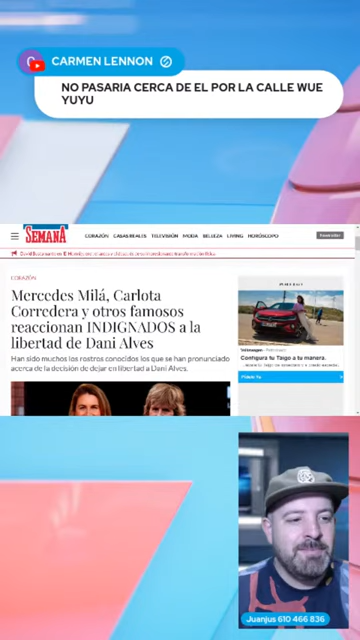 CARMEN LENNON
NO PASARIA CERCA DE EL POR LA CALLE WUE
YUYU
SEMANA
CORAZÓN CASAS REALES TELEVISIÓN MODA BELLEZA LIVING HORÓSCOPO
CORAZÓN
Mercedes Milá, Carlota
Corredera y otros famosos
reaccionan INDIGNADOS a la
libertad de Dani Alves
Han sido muchos los rostros conocidos los que se han pronunciado
acerca de la decisión de dejar en libertad a Dani Alves.
Configura tu Taigo a tu manera.
Juanjus 610 466 836